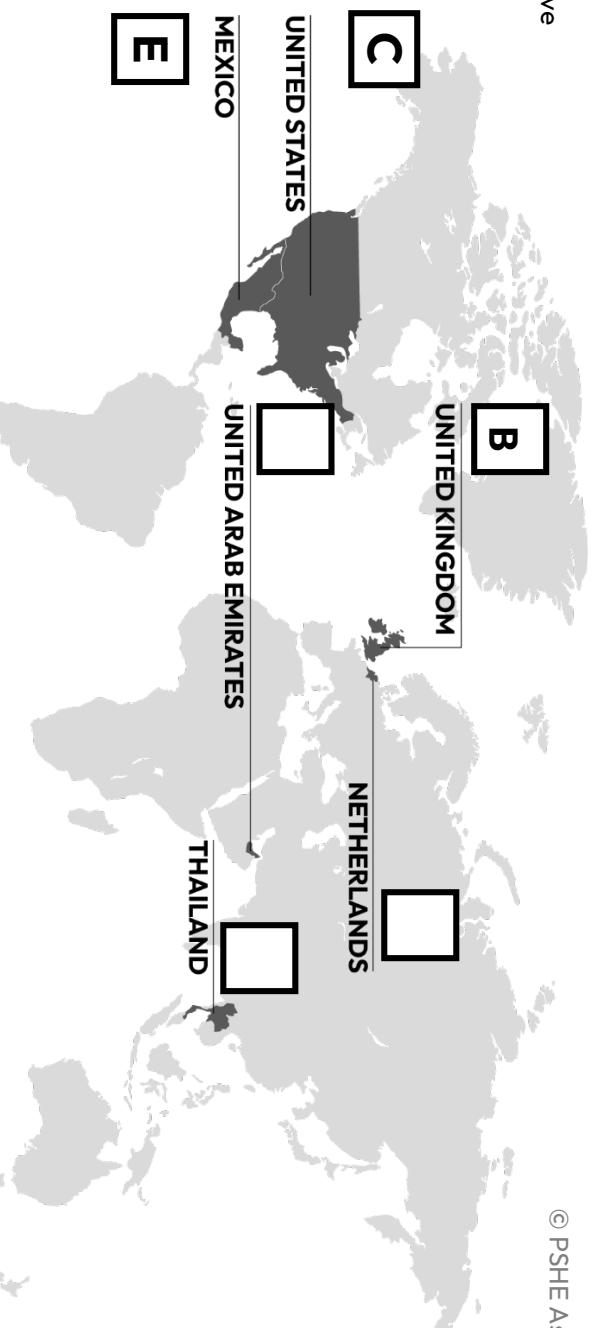 ve
© PSHE As
B
UNITED KINGDOM
C
UNITED STATES
NETHERLANDS
UNITED ARAB EMIRATES
MEXICO
THAILAND
E